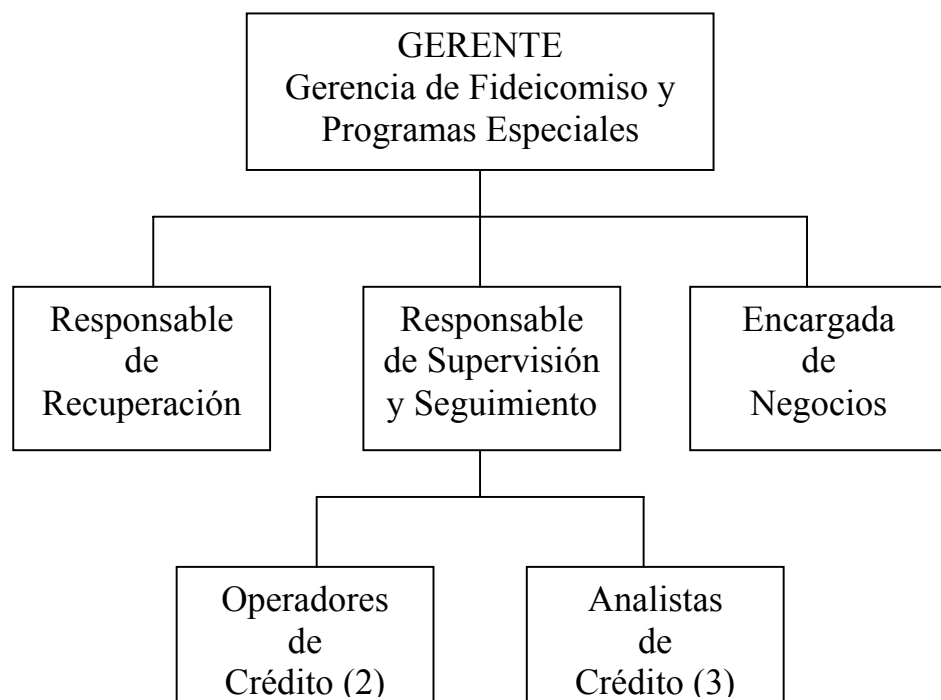 GERENTE
Gerencia de Fideicomiso y
Programas Especiales
Responsable
de
Recuperación
Responsable
de Supervisión
y Seguimiento
Encargada
de
Negocios
Operadores
de
Crédito (2)
Analistas
de
Crédito (3)